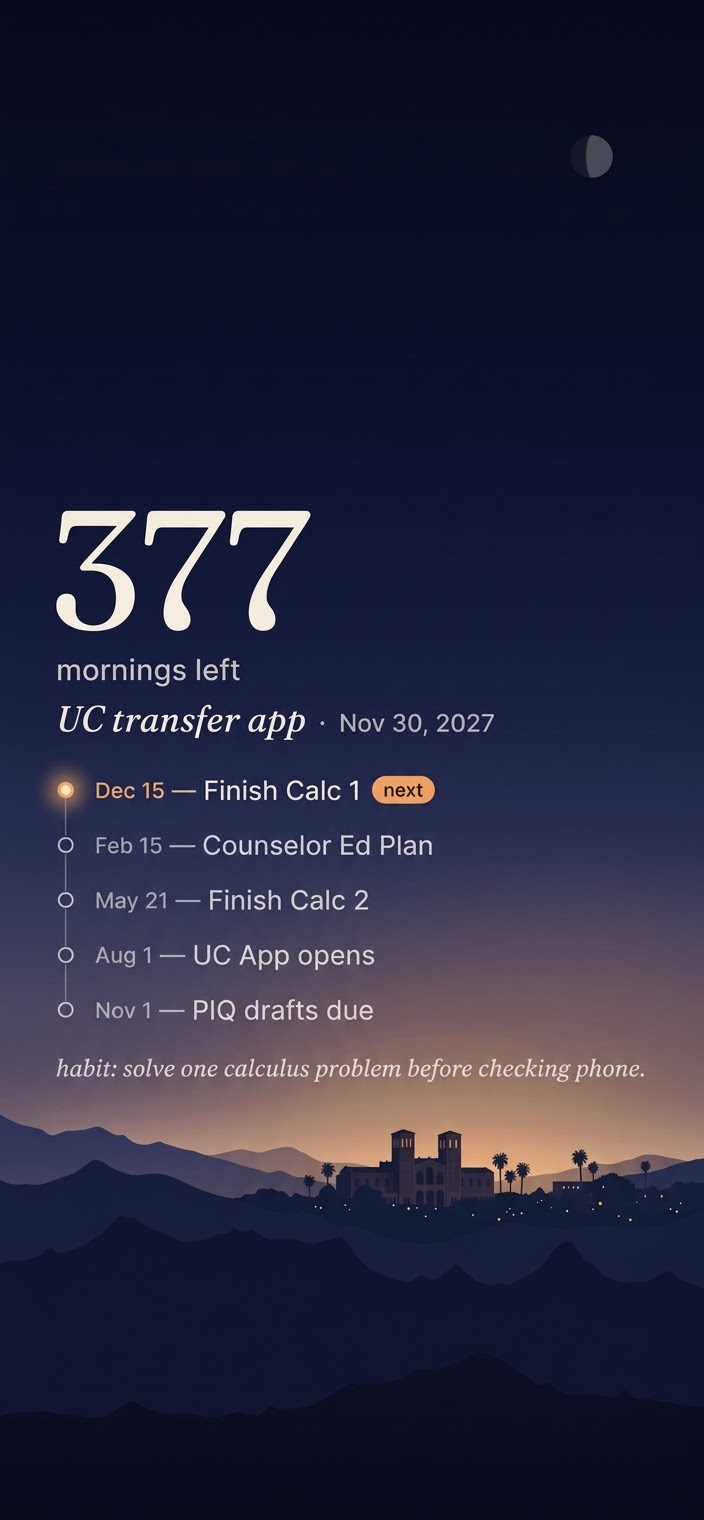 377
mornings left
UC transfer app · Nov 30, 2027
Dec 15 — Finish Calc 1 next
Feb 15 — Counselor Ed Plan
May 21 — Finish Calc 2
Aug 1 — UC App opens
Nov 1 — PIQ drafts due
habit: solve one calculus problem before checking phone.